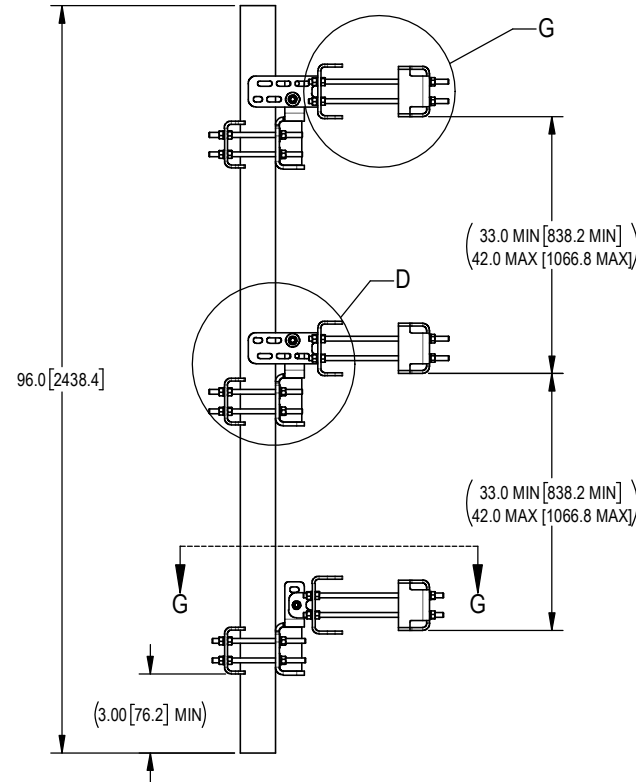 G
33.0 MIN [838.2 MIN]
42.0 MAX [1066.8 MAX]
D
96.0 [2438.4]
33.0 MIN [838.2 MIN]
42.0 MAX [1066.8 MAX]
G G
(3.00 [76.2] MIN)